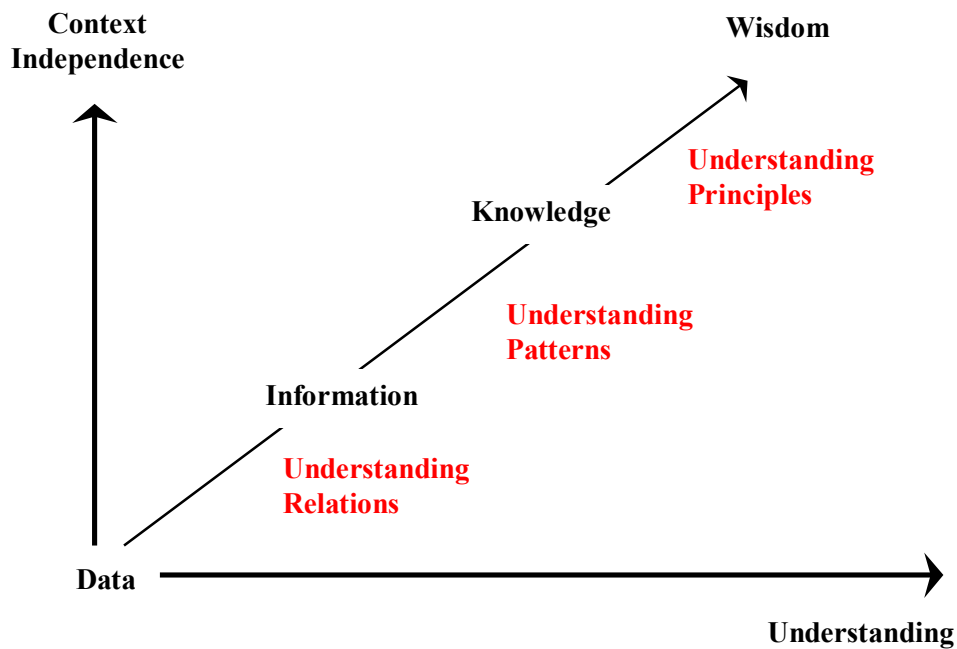 Context
Independence
Wisdom
Understanding
Principles
Knowledge
Understanding
Patterns
Information
Understanding
Relations
Data
Understanding